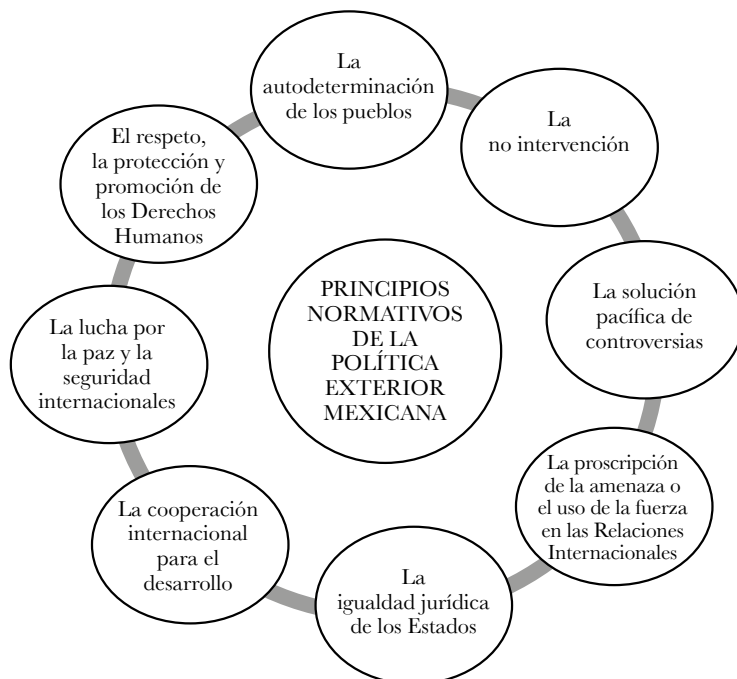 La
autodeterminación
de los pueblos
La
no intervención
La solución
pacífica de
controversias
La proscripción
de la amenaza o
el uso de la fuerza
en las Relaciones
Internacionales
La
igualdad jurídica
de los Estados
La cooperación
internacional
para el
desarrollo
La lucha por
la paz y la
seguridad
internacionales
El respeto,
la protección y
promoción de
los Derechos
Humanos
PRINCIPIOS
NORMATIVOS
DE LA
POLÍTICA
EXTERIOR
MEXICANA